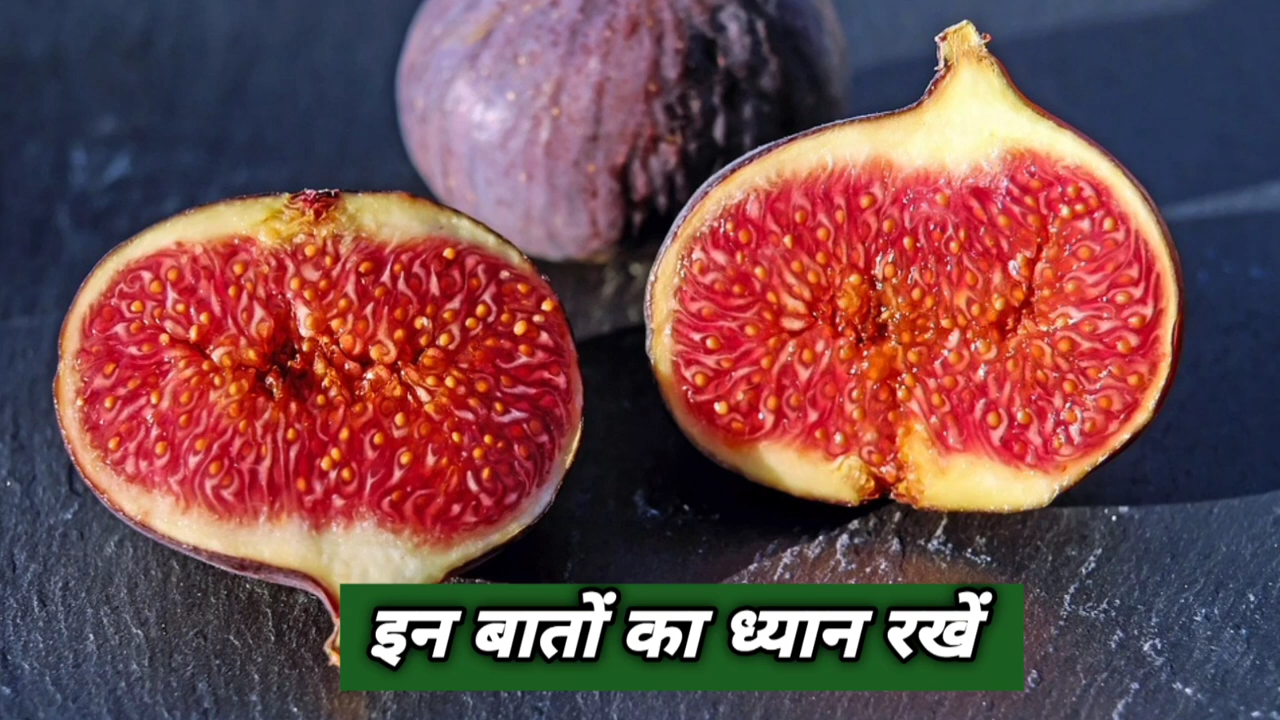 इन बातों का ध्यान रखें